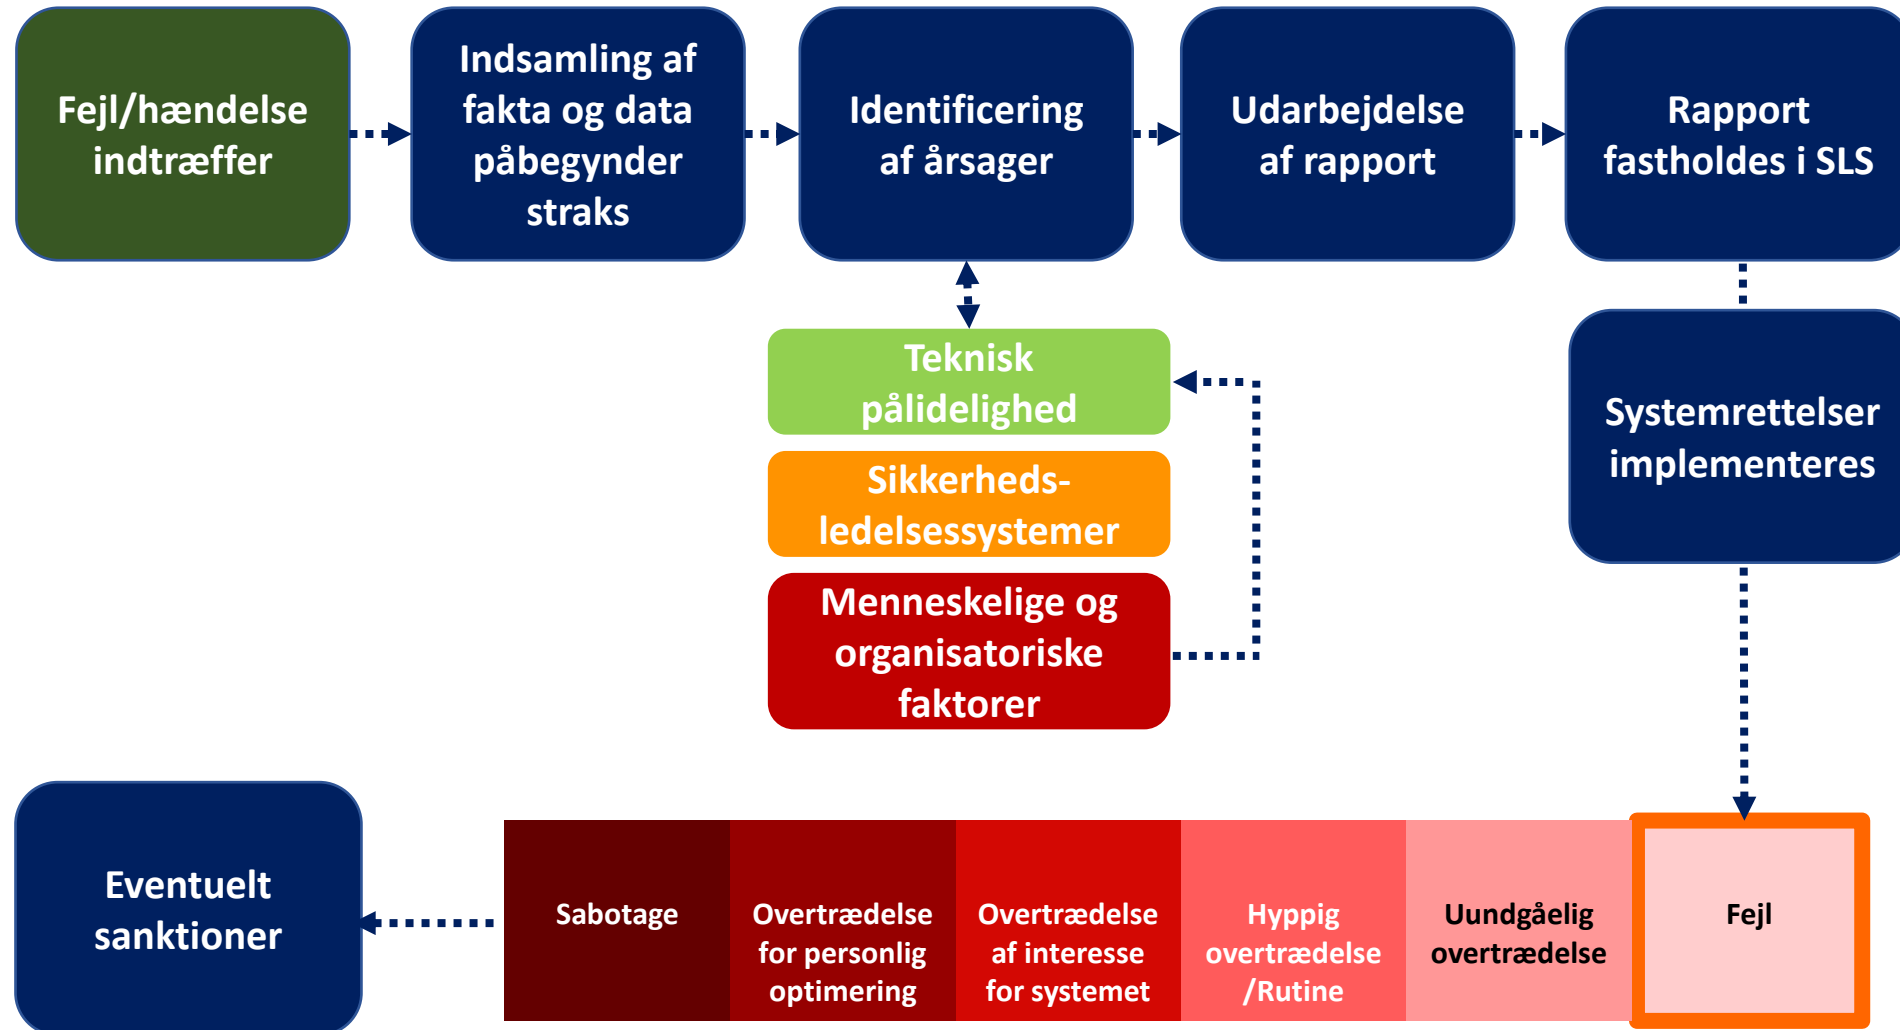 Fejl/hændelse
indtræffer
Indsamling af
fakta og data
påbegynder
straks
Identificering
af årsager
Udarbejdelse
af rapport
Rapport
fastholdes i SLS
Teknisk
pålidelighed
Sikkerheds-
ledelsessystemer
Menneskelige og
organisatoriske
faktorer
Systemrettelser
implementeres
Eventuelt
sanktioner
Sabotage
Overtrædelse
for personlig
optimering
Overtrædelse
af interesse
for systemet
Hyppig
overtrædelse
/Rutine
Uundgåelig
overtrædelse
Fejl